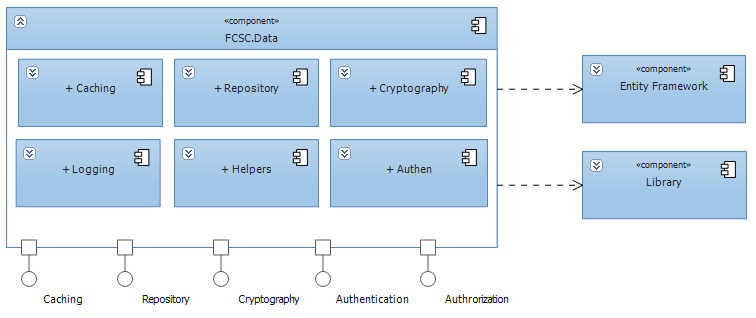 «component»
FCSC.Data
+ Caching
+ Repository
+ Cryptography
+ Logging
+ Helpers
+ Authen
«component»
Entity Framework
«component»
Library
Caching
Repository
Cryptography
Authentication
Authrorization